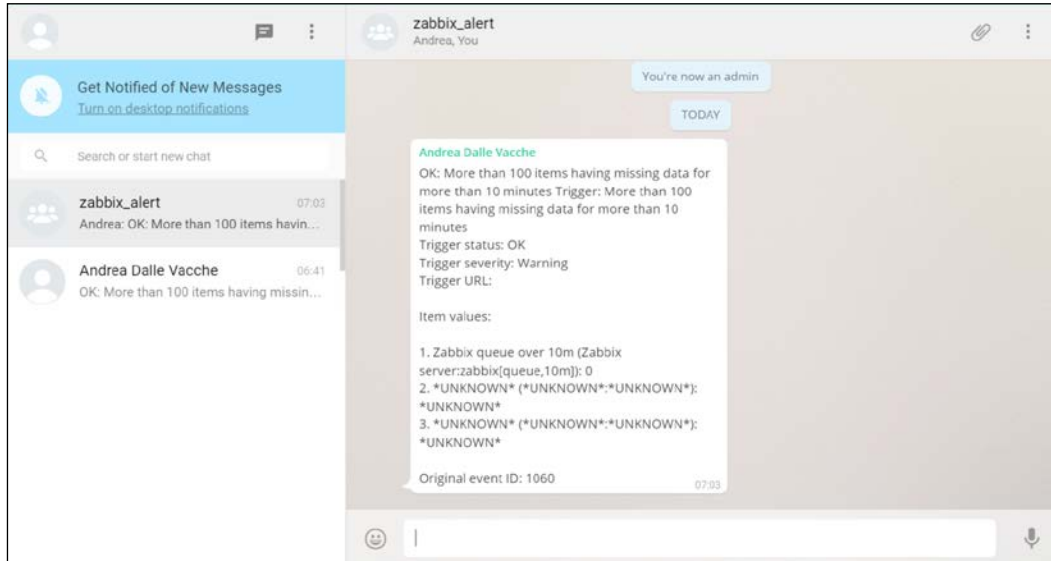 Get Notified of New Messages
Turn on desktop notifications
Search or start new chat
zabbix_alert 07:03
Andrea: OK: More than 100 items havin...
Andrea Dalle Vacche 06:41
OK: More than 100 items having missin...
zabbix_alert
Andrea, You
You're now an admin
TODAY
Andrea Dalle Vacche
OK: More than 100 items having missing data for
more than 10 minutes Trigger: More than 100
items having missing data for more than 10
minutes
Trigger status: OK
Trigger severity: Warning
Trigger URL:
Item values:
1. Zabbix queue over 10m (Zabbix
server:zabbix[queue,10m]): 0
2. *UNKNOWN* (*UNKNOWN*:*UNKNOWN*):
*UNKNOWN*
3. *UNKNOWN* (*UNKNOWN*:*UNKNOWN*):
*UNKNOWN*
Original event ID: 1060
07:03